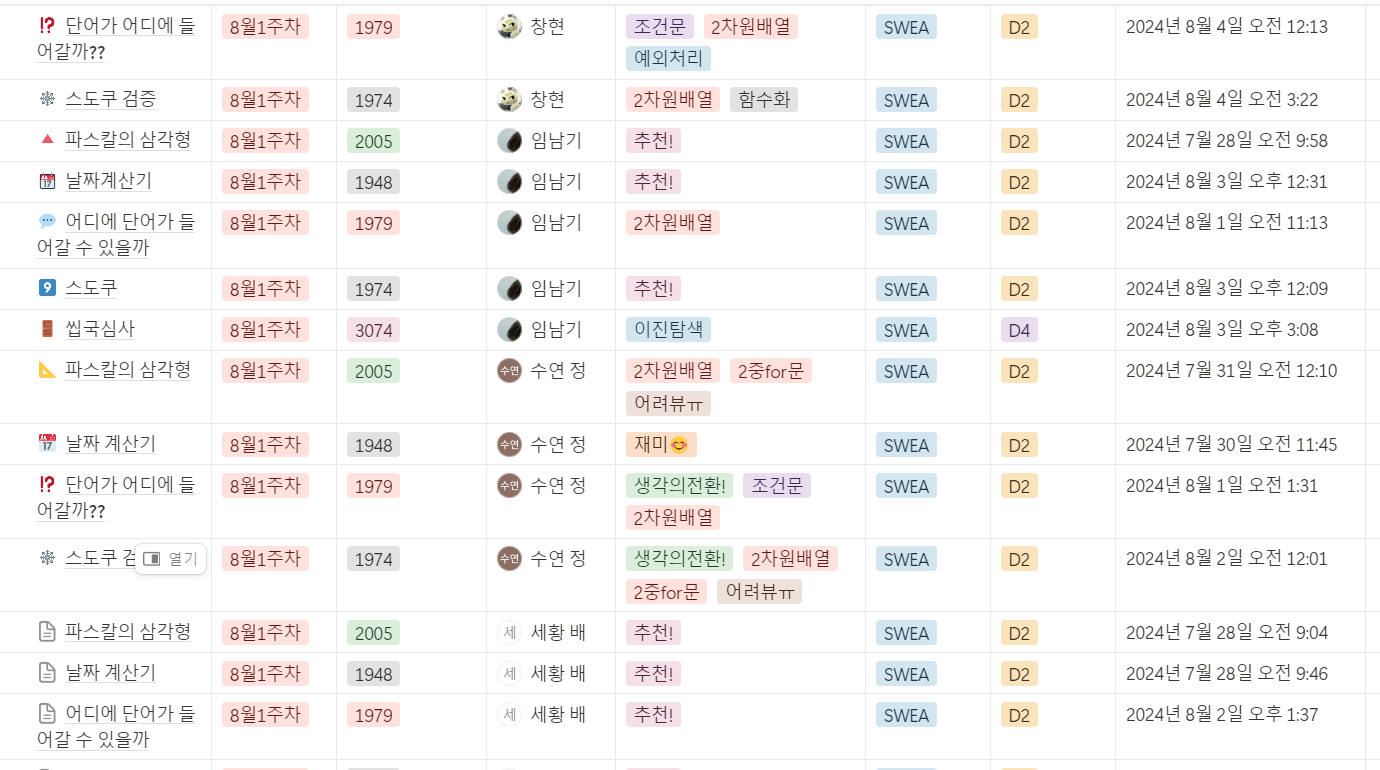 ⁉ 단어가 어디에 들 8월1주차 1979 창현 조건문 2차원배열 SWEA D2 2024년 8월 4일 오전 12:13
어갈까?? 예외처리
스도쿠 검증 8월1주차 1974 창현 2차원배열 함수화 SWEA D2 2024년 8월 4일 오전 3:22
파스칼의 삼각형 8월1주차 2005 임남기 추천! SWEA D2 2024년 7월 28일 오전 9:58
17 날짜계산기 8월1주차 1948 임남기 추천! SWEA D2 2024년 8월 3일 오후 12:31
어디에 단어가 들 8월1주차 1979 임남기 2차원배열 SWEA D2 2024년 8월 1일 오전 11:13
어갈 수 있을까
9 스도쿠 8월1주차 1974 임남기 추천! SWEA D2 2024년 8월 3일 오후 12:09
씹국심사 8월1주차 3074 임남기 이진탐색 SWEA D4 2024년 8월 3일 오후 3:08
파스칼의 삼각형 8월1주차 2005 수연 수연 정 2차원배열 2중for문 SWEA D2 2024년 7월 31일 오전 12:10
어려뷰ㅠ
17 날짜 계산기 8월1주차 1948 수연 수연 정 재미😊 SWEA D2 2024년 7월 30일 오전 11:45
⁉ 단어가 어디에 들 8월1주차 1979 수연 수연 정 생각의전환! 조건문 SWEA D2 2024년 8월 1일 오전 1:31
어갈까?? 2차원배열
스도쿠 검 열기 8월1주차 1974 수연 수연 정 생각의전환! 2차원배열 SWEA D2 2024년 8월 2일 오전 12:01
2중for문 어려뷰ㅠ
파스칼의 삼각형 8월1주차 2005 세 세황 배 추천! SWEA D2 2024년 7월 28일 오전 9:04
날짜 계산기 8월1주차 1948 세 세황 배 추천! SWEA D2 2024년 7월 28일 오전 9:46
어디에 단어가 들 8월1주차 1979 세 세황 배 추천! SWEA D2 2024년 8월 2일 오후 1:37
어갈 수 있을까